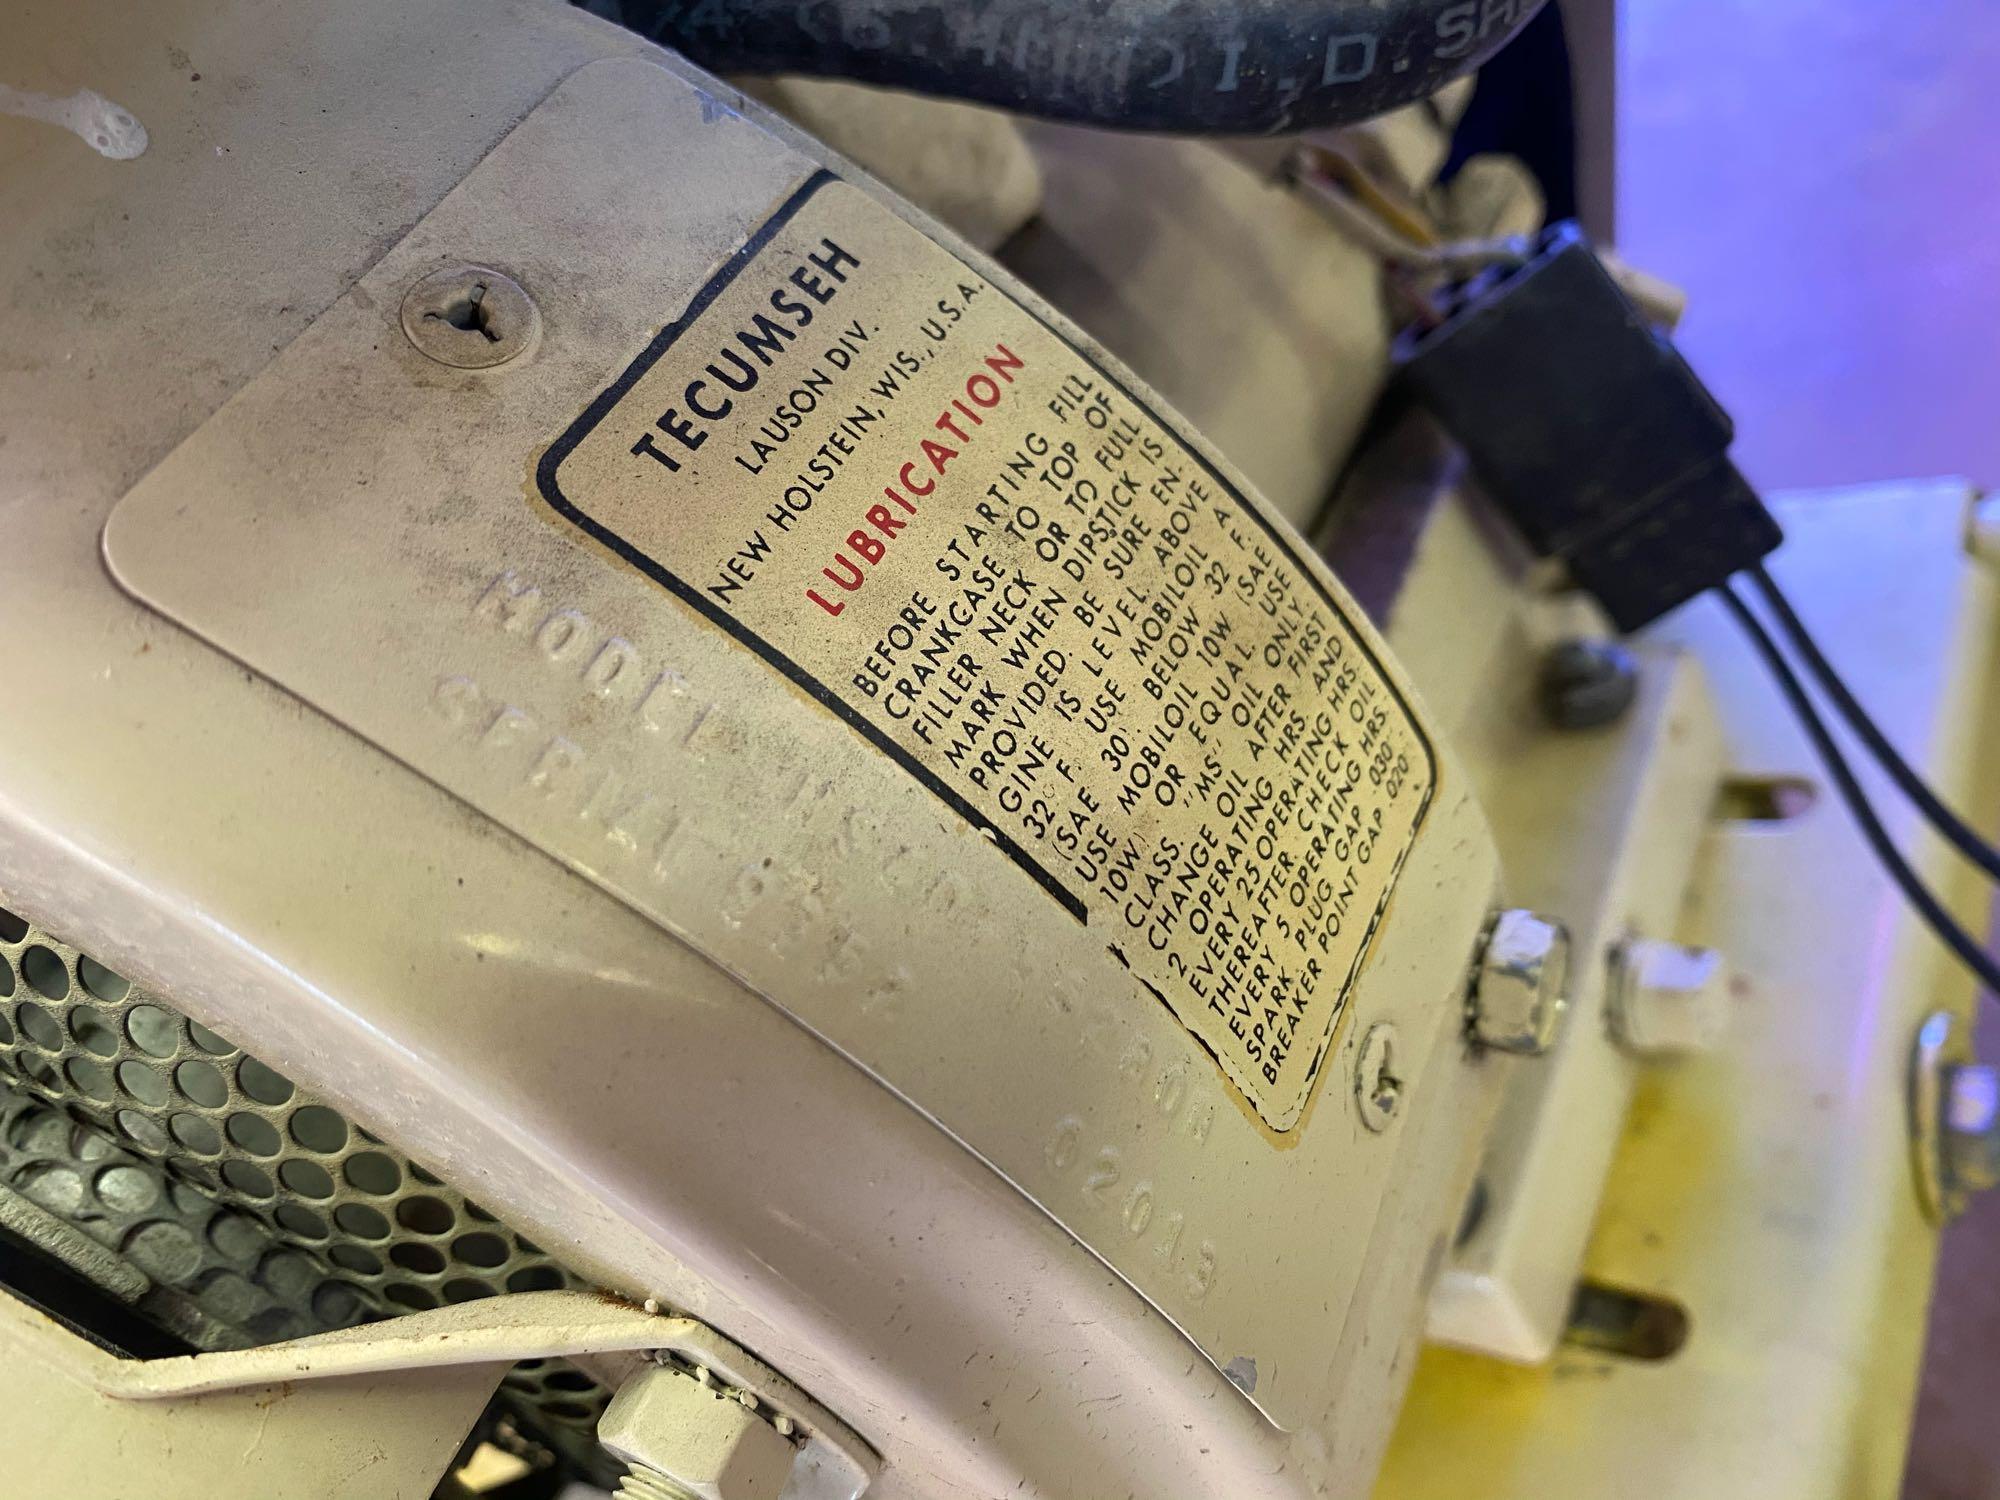 (6.4MM) I.D.
TECUMSEH
LAUSON DIV.
NEW HOLSTEIN, WIS., U.S.A.
LUBRICATION
BEFORE STARTING FILL
CRANKCASE TO TOP OF
FILLER NECK OR TO FULL
MARK WHEN DIPSTICK IS
PROVIDED. BE SURE EN-
GINE IS LEVEL. ABOVE
32° F. USE MOBILOIL A
(SAE 30). BELOW 32 F.
USE MOBILOIL 10W (SAE
10W) OR EQUAL. USE
CLASS. "MS" OIL ONLY.
CHANGE OIL AFTER FIRST
2 OPERATING HRS. AND
EVERY 25 OPERATING HRS.
THEREAFTER. CHECK OIL
EVERY 5 OPERATING HRS.
SPARK PLUG GAP .030"
BREAKER POINT GAP .020"
MODEL
SERIAL